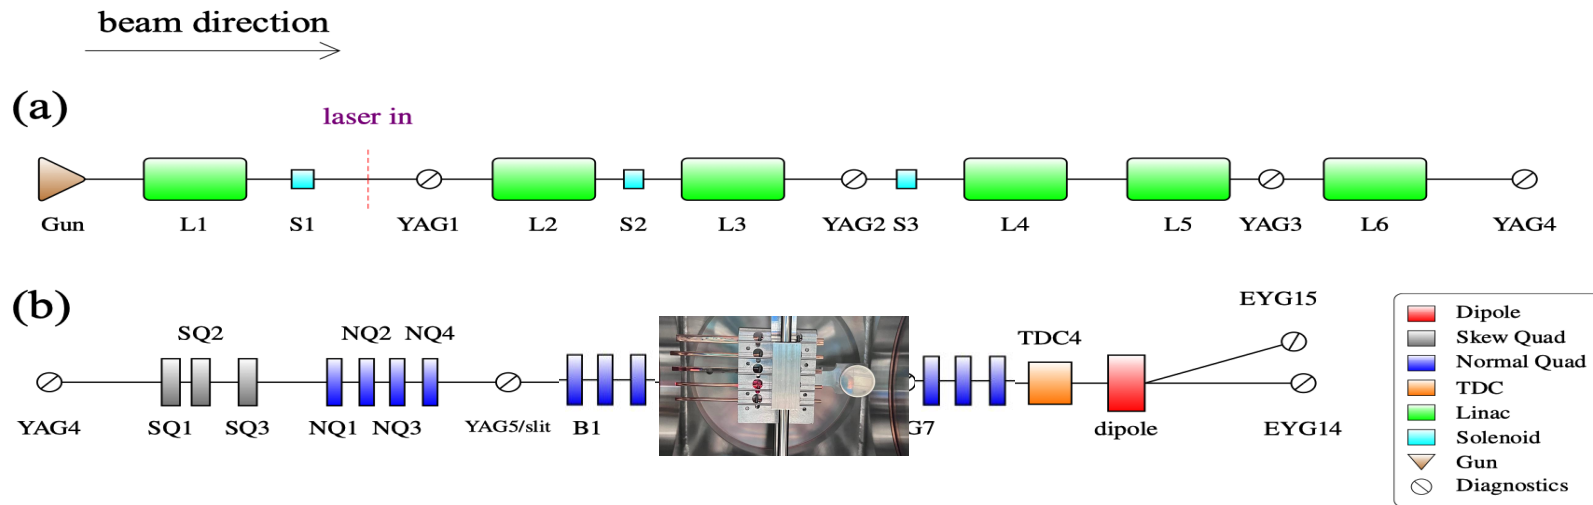 beam direction
(a)
laser in
Gun
L1
S1
YAG1
L2
S2
L3
YAG2
S3
L4
L5
YAG3
L6
YAG4
(b)
SQ2
NQ2
NQ4
TDC4
EYG15
YAG4
SQ1
SQ3
NQ1
NQ3
YAG5/slit
B1
G7
dipole
EYG14
Dipole
Skew Quad
Normal Quad
TDC
Linac
Solenoid
Gun
Diagnostics